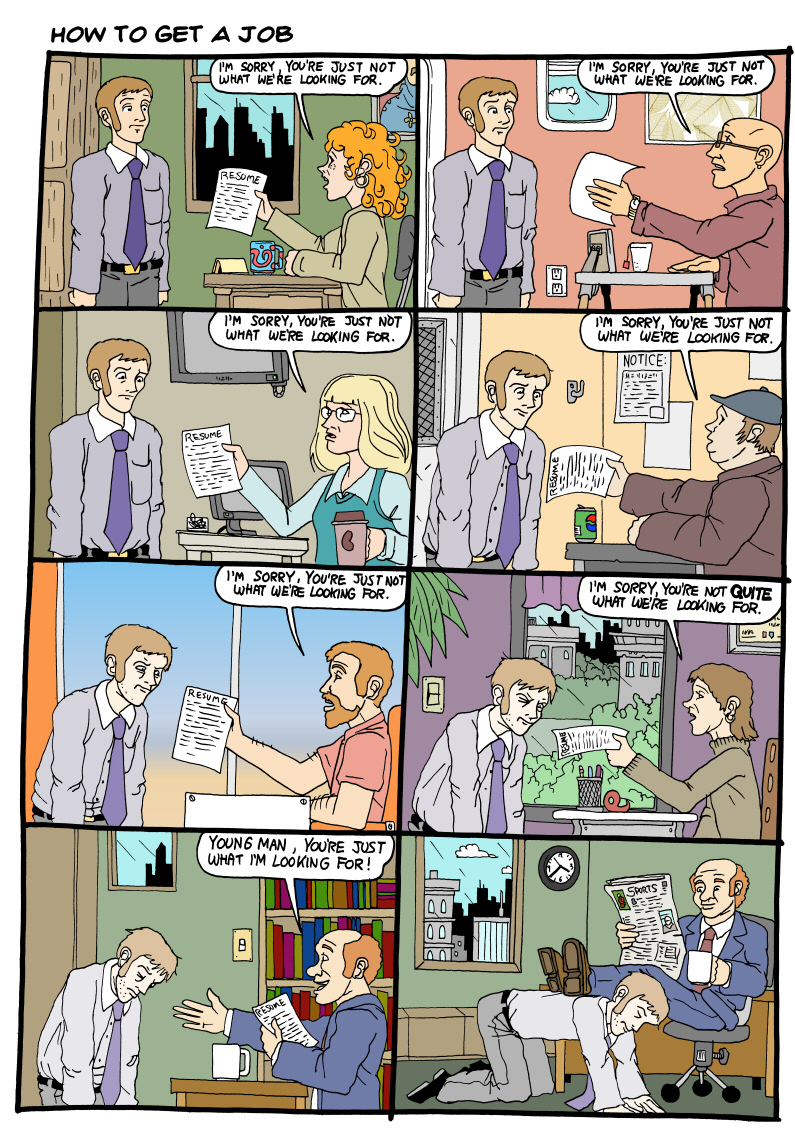 HOW TO GET A JOB
I'M SORRY, YOU'RE JUST NOT
WHAT WE'RE LOOKING FOR.
RESUME
I'M SORRY, YOU'RE JUST NOT
WHAT WE'RE LOOKING FOR.
I'M SORRY, YOU'RE JUST NOT
WHAT WE'RE LOOKING FOR.
RESUME
I'M SORRY, YOU'RE JUST NOT
WHAT WE'RE LOOKING FOR.
NOTICE:
RESUME
I'M SORRY, YOU'RE JUST NOT
WHAT WE'RE LOOKING FOR.
RESUME
I'M SORRY, YOU'RE NOT QUITE
WHAT WE'RE LOOKING FOR.
RESUME
YOUNG MAN, YOU'RE JUST
WHAT I'M LOOKING FOR!
RESUME
SPORTS